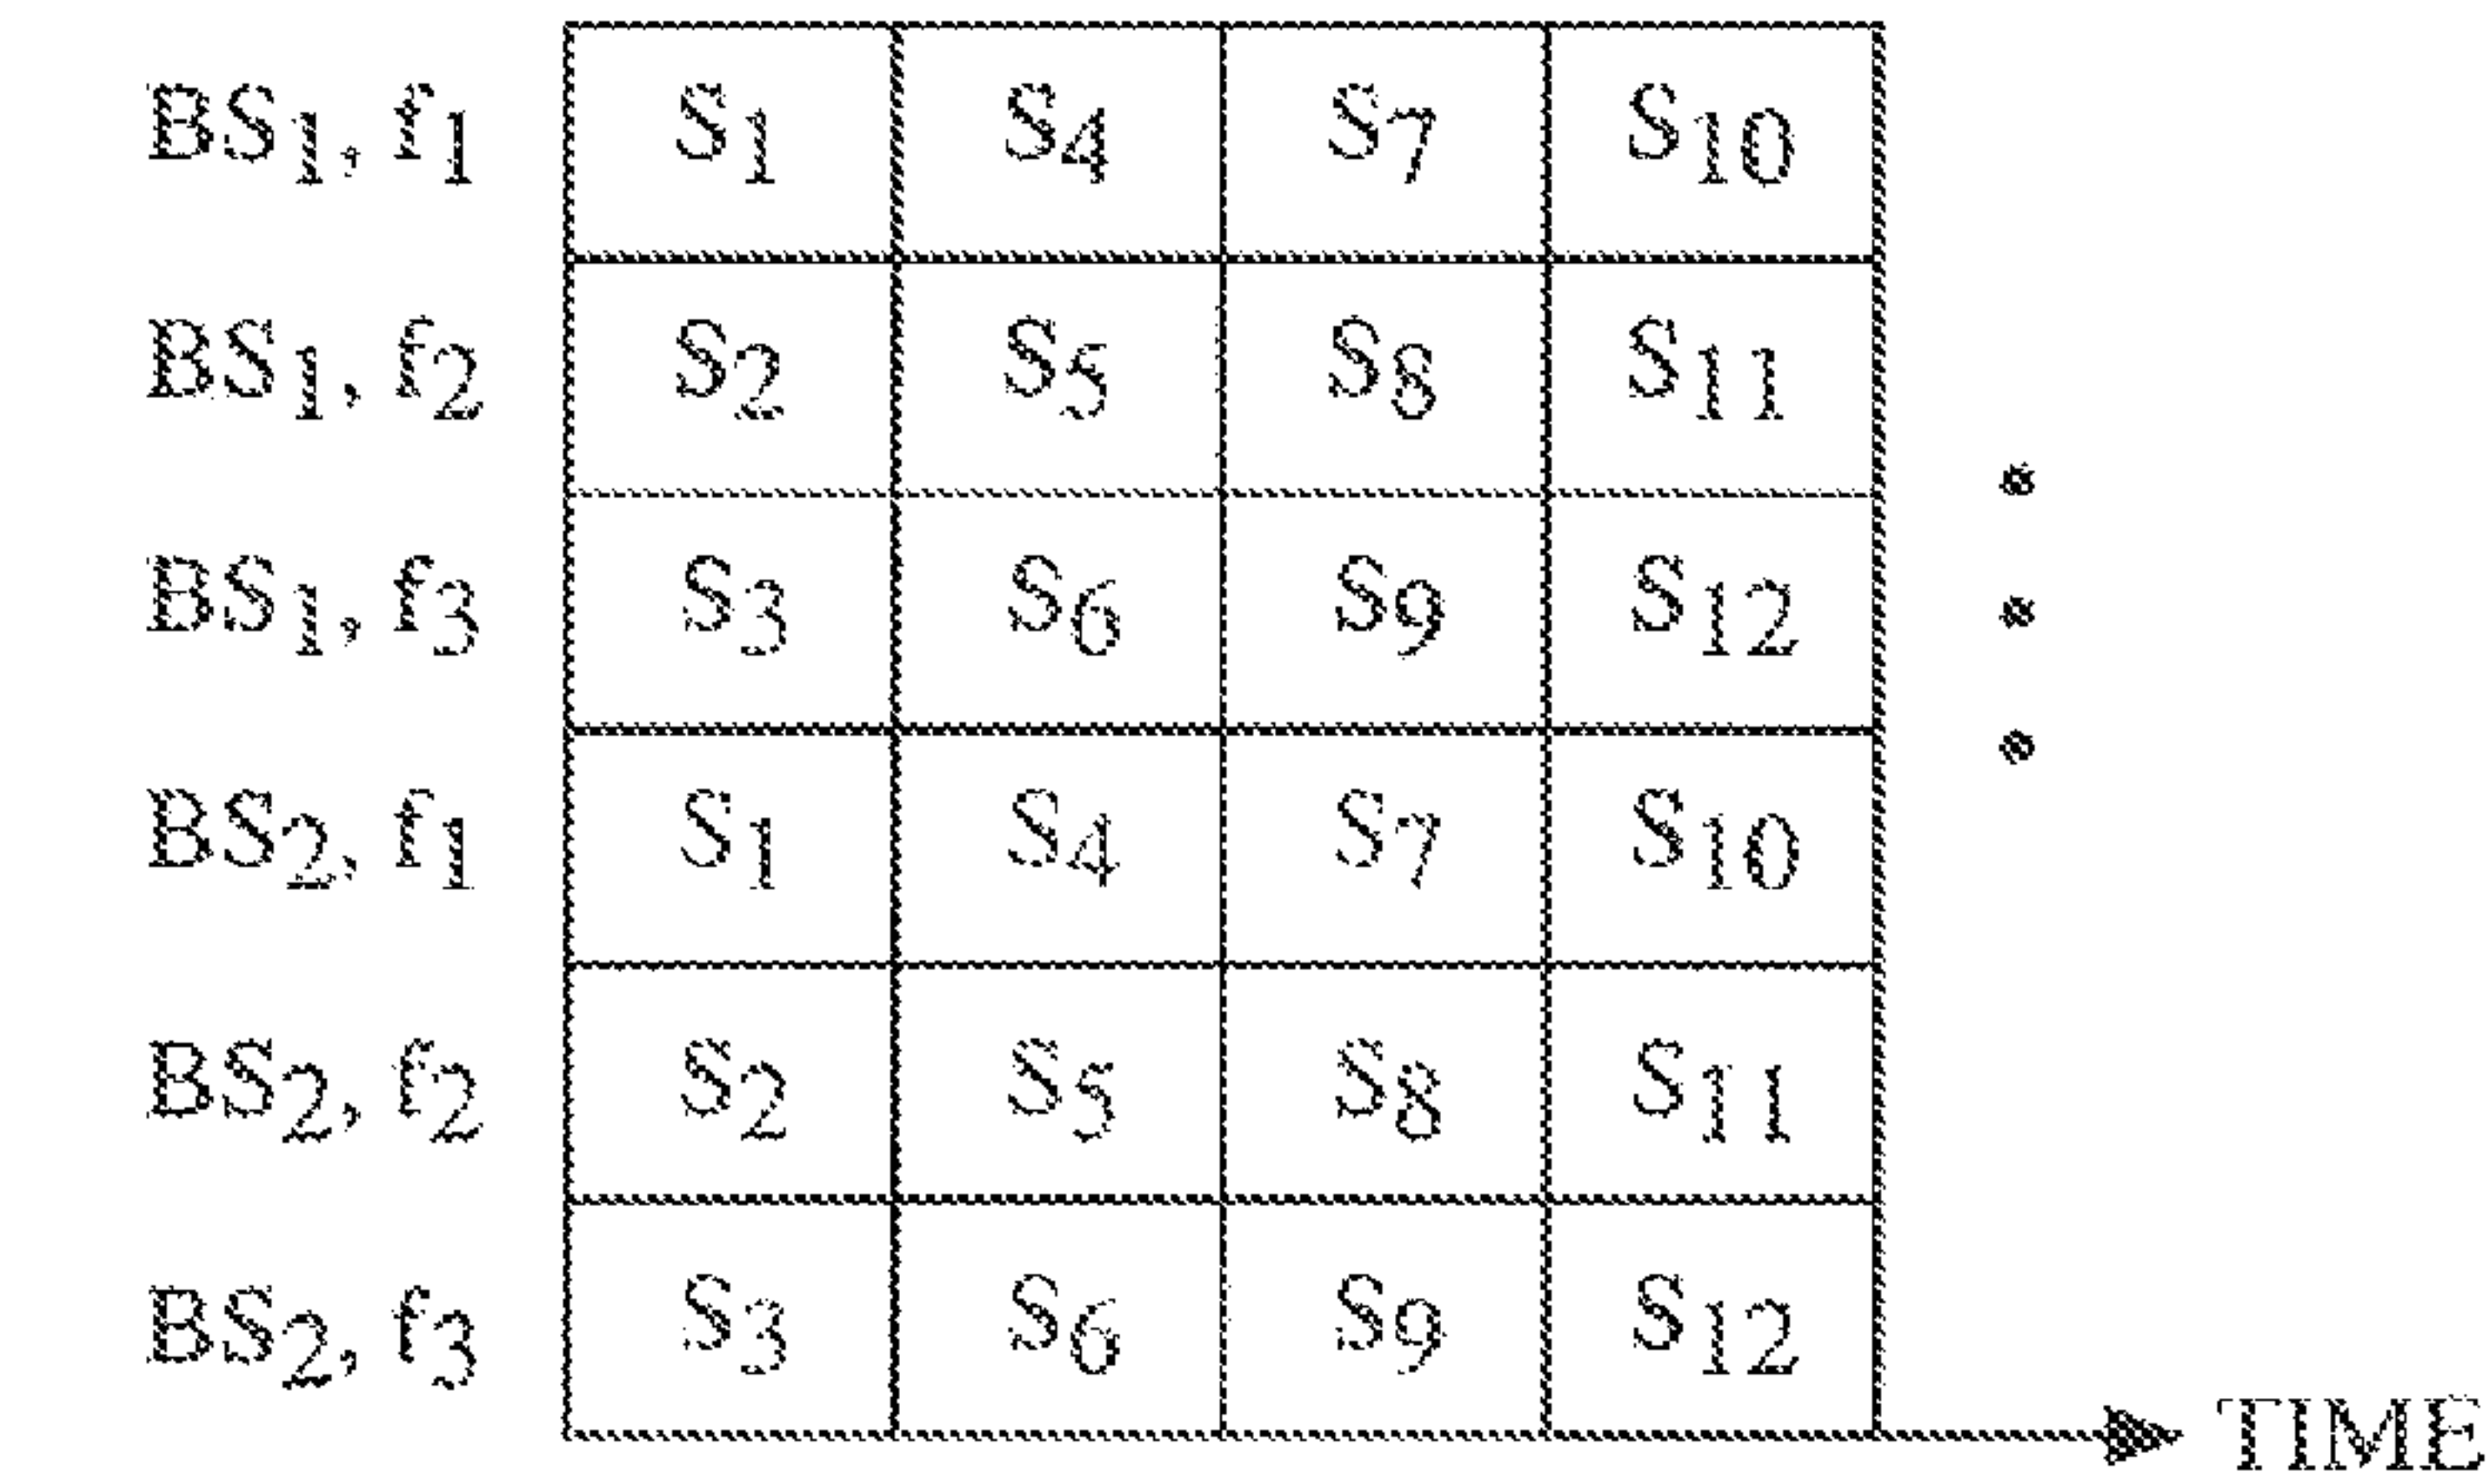 BS1, f1 S1 S4 S7 S10
BS1, f2 S2 S5 S8 S11
BS1, f3 S3 S6 S9 S12
BS2, f1 S1 S4 S7 S10
BS2, f2 S2 S5 S8 S11
BS2, f3 S3 S6 S9 S12
TIME